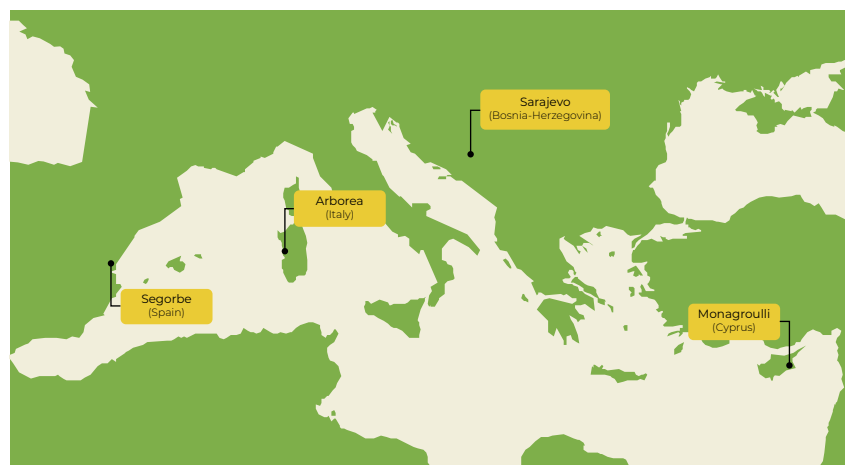 Sarajevo
(Bosnia-Herzegovina)
Arborea
(Italy)
Segorbe
(Spain)
Monagroulli
(Cyprus)